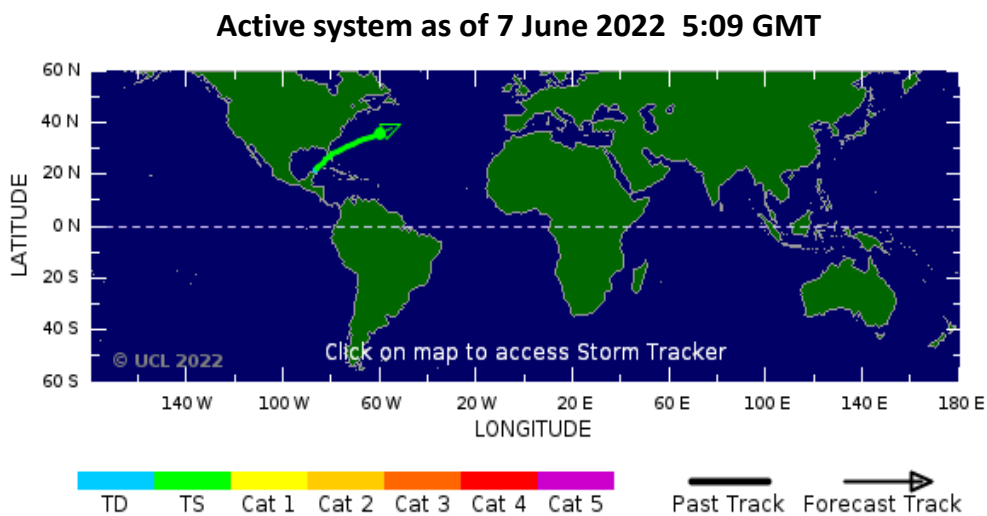 Active system as of 7 June 2022 5:09 GMT
60 N
40 N
20 N
0 N
20 S
40 S
60 S
LATITUDE
Click on map to access Storm Tracker
© UCL 2022
140 W 100 W 60 W 20 W 20 E 60 E 100 E 140 E 180 E
LONGITUDE
TD TS Cat 1 Cat 2 Cat 3 Cat 4 Cat 5 Past Track Forecast Track